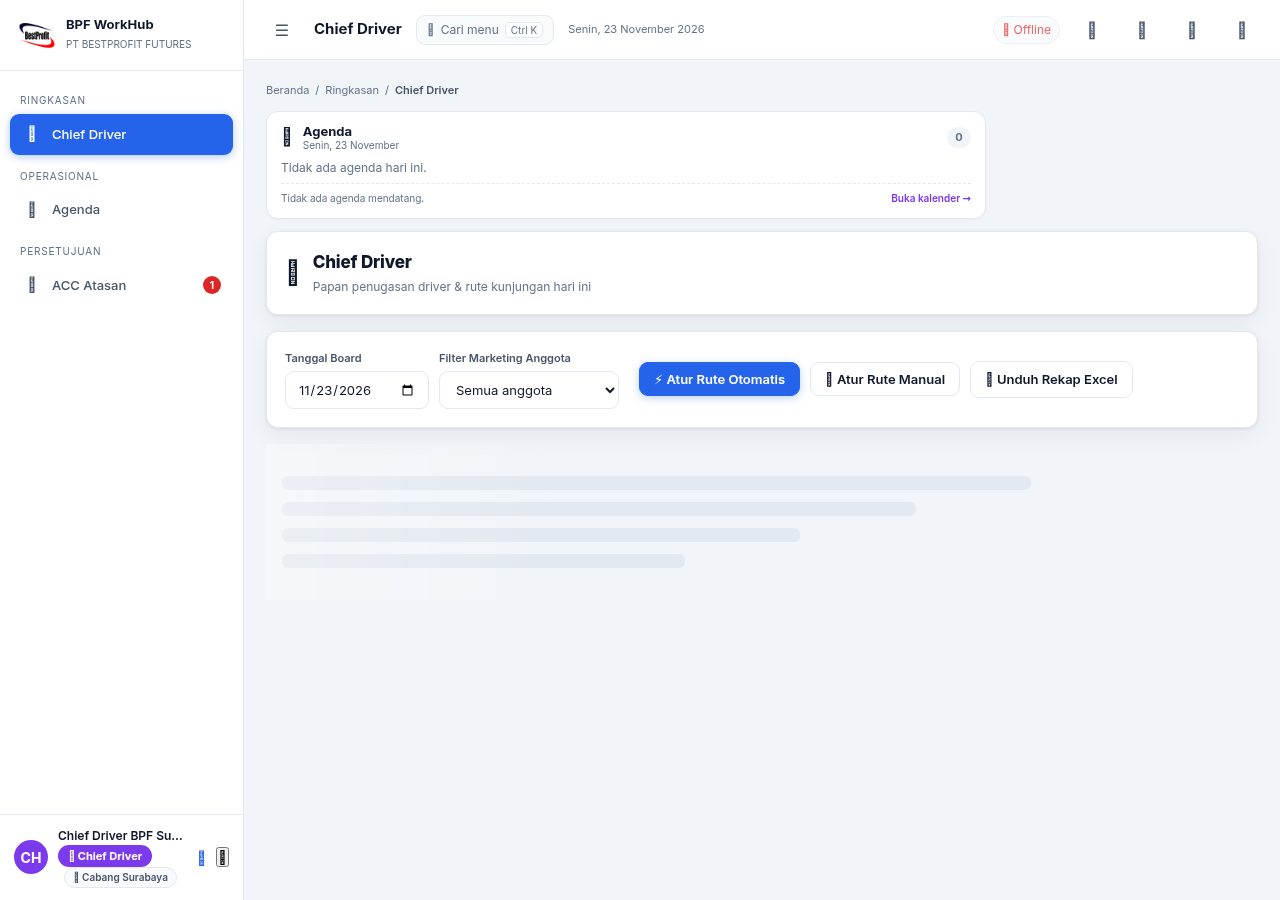 BestProfit
BPF WorkHub
PT BESTPROFIT FUTURES
RINGKASAN
Chief Driver
OPERASIONAL
Agenda
PERSETUJUAN
ACC Atasan
1
CH
Chief Driver BPF Su...
Chief Driver
Cabang Surabaya
☰
Chief Driver
Cari menu
Ctrl K
Senin, 23 November 2026
Offline
Beranda / Ringkasan / Chief Driver
Agenda
Senin, 23 November
0
Tidak ada agenda hari ini.
Tidak ada agenda mendatang.
Buka kalender →
Chief Driver
Papan penugasan driver & rute kunjungan hari ini
Tanggal Board
11/23/2026
Filter Marketing Anggota
Semua anggota
⚡ Atur Rute Otomatis
Atur Rute Manual
Unduh Rekap Excel